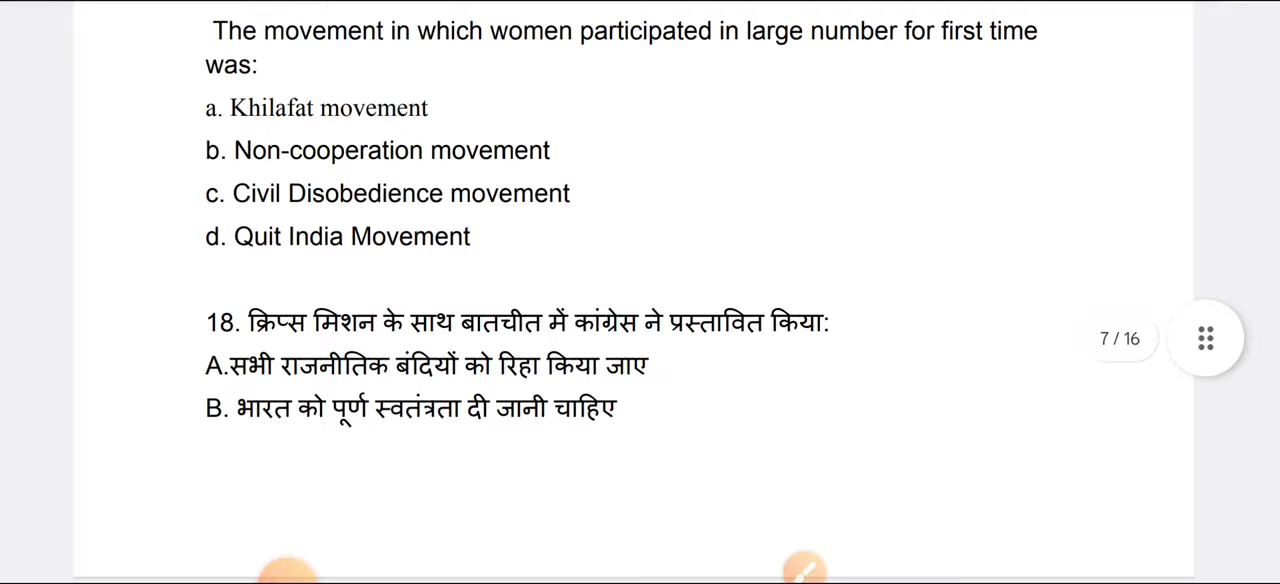 The movement in which women participated in large number for first time
was:
a. Khilafat movement
b. Non-cooperation movement
c. Civil Disobedience movement
d. Quit India Movement
18. क्रिप्स मिशन के साथ बातचीत में कांग्रेस ने प्रस्तावित किया:
7 / 16
A.सभी राजनीतिक बंदियों को रिहा किया जाए
B. भारत को पूर्ण स्वतंत्रता दी जानी चाहिए